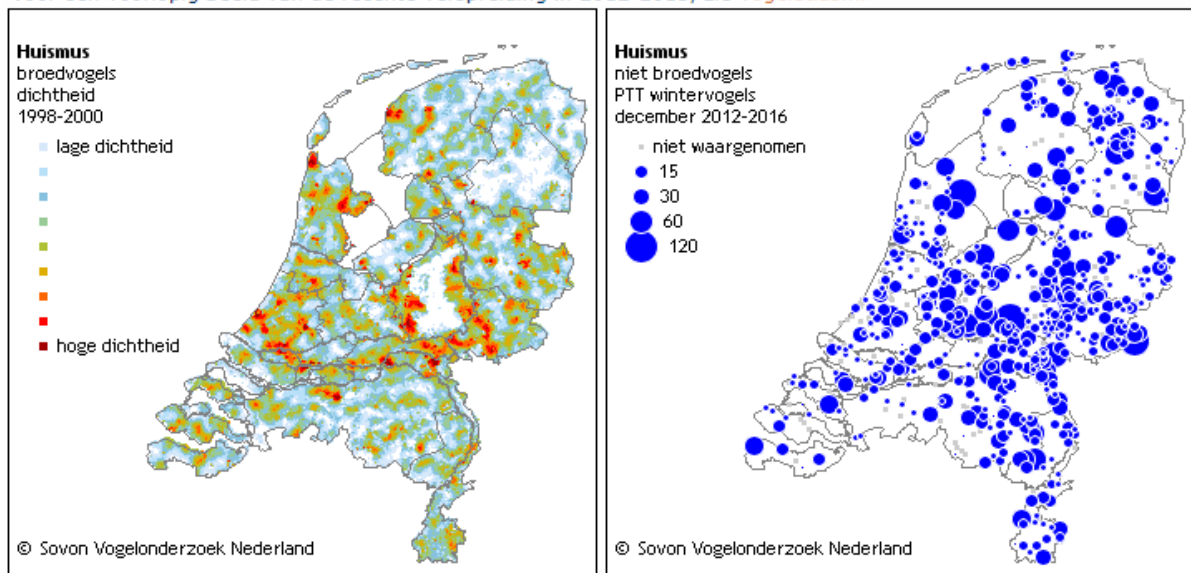 Huismus
broedvogels
dichtheid
1998-2000
lage dichtheid
hoge dichtheid
© Sovon Vogelonderzoek Nederland
Huismus
niet broedvogels
PTT wintervogels
december 2012-2016
niet waargenomen
15
30
60
120
© Sovon Vogelonderzoek Nederland